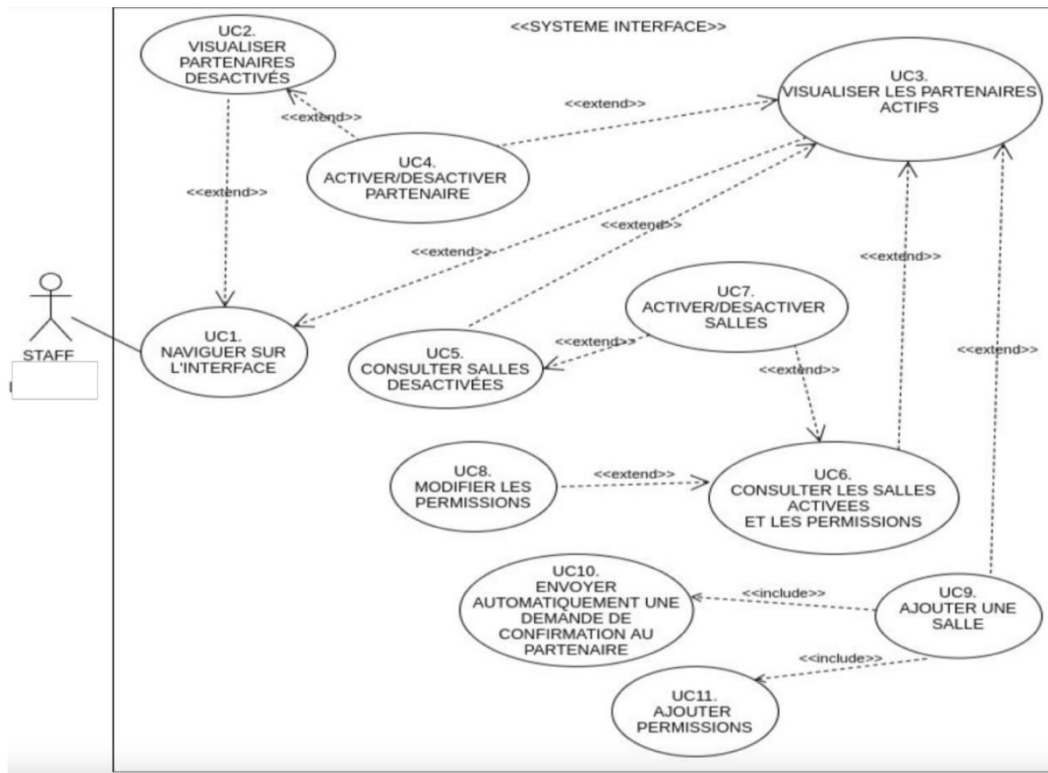 <<SYSTEME INTERFACE>>
UC2.
VISUALISER
PARTENAIRES
DESACTIVÉS
UC3.
VISUALISER LES PARTENAIRES
ACTIFS
<<extend>>
<<extend>>
UC4.
ACTIVER/DESACTIVER
PARTENAIRE
<<extend>>
<<extend>>
<<extend>>
<<extend>>
UC7.
ACTIVER/DESACTIVER
SALLES
STAFF
UC1.
NAVIGUER SUR
L'INTERFACE
UC5.
CONSULTER SALLES
DESACTIVÉES
<<extend>>
<<extend>>
<<extend>>
<<extend>>
UC8.
MODIFIER LES
PERMISSIONS
<<extend>>
UC6.
CONSULTER LES SALLES
ACTIVEES
ET LES PERMISSIONS
UC10.
ENVOYER
AUTOMATIQUEMENT UNE
DEMANDE DE
CONFIRMATION AU
PARTENAIRE
<<include>>
UC9.
AJOUTER UNE
SALLE
<<include>>
UC11.
AJOUTER
PERMISSIONS